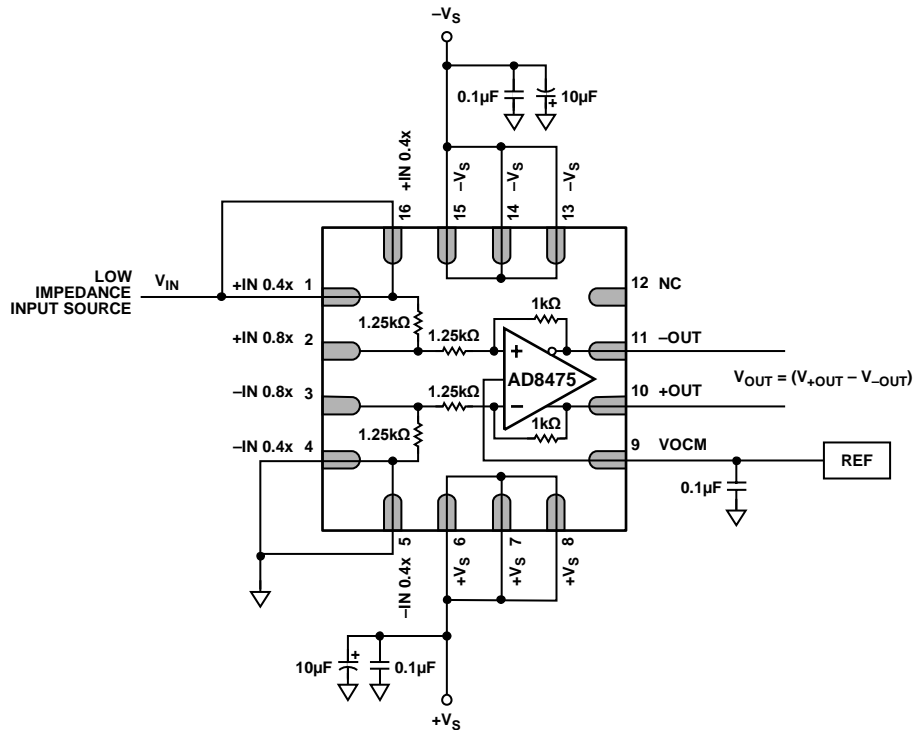 −VS
0.1µF
10µF
+IN 0.4x
−VS
−VS
−VS
16
15
14
13
LOW
IMPEDANCE
INPUT SOURCE
VIN
+IN 0.4x 1
12 NC
1.25kΩ
1kΩ
+IN 0.8x 2
1.25kΩ
11 −OUT
+
AD8475
VOUT = (V+OUT − V−OUT)
−IN 0.8x 3
1.25kΩ
−
10 +OUT
1.25kΩ
1kΩ
−IN 0.4x 4
9 VOCM
REF
0.1µF
5
6
7
8
−IN 0.4x
+VS
+VS
+VS
10µF
+
0.1µF
+VS